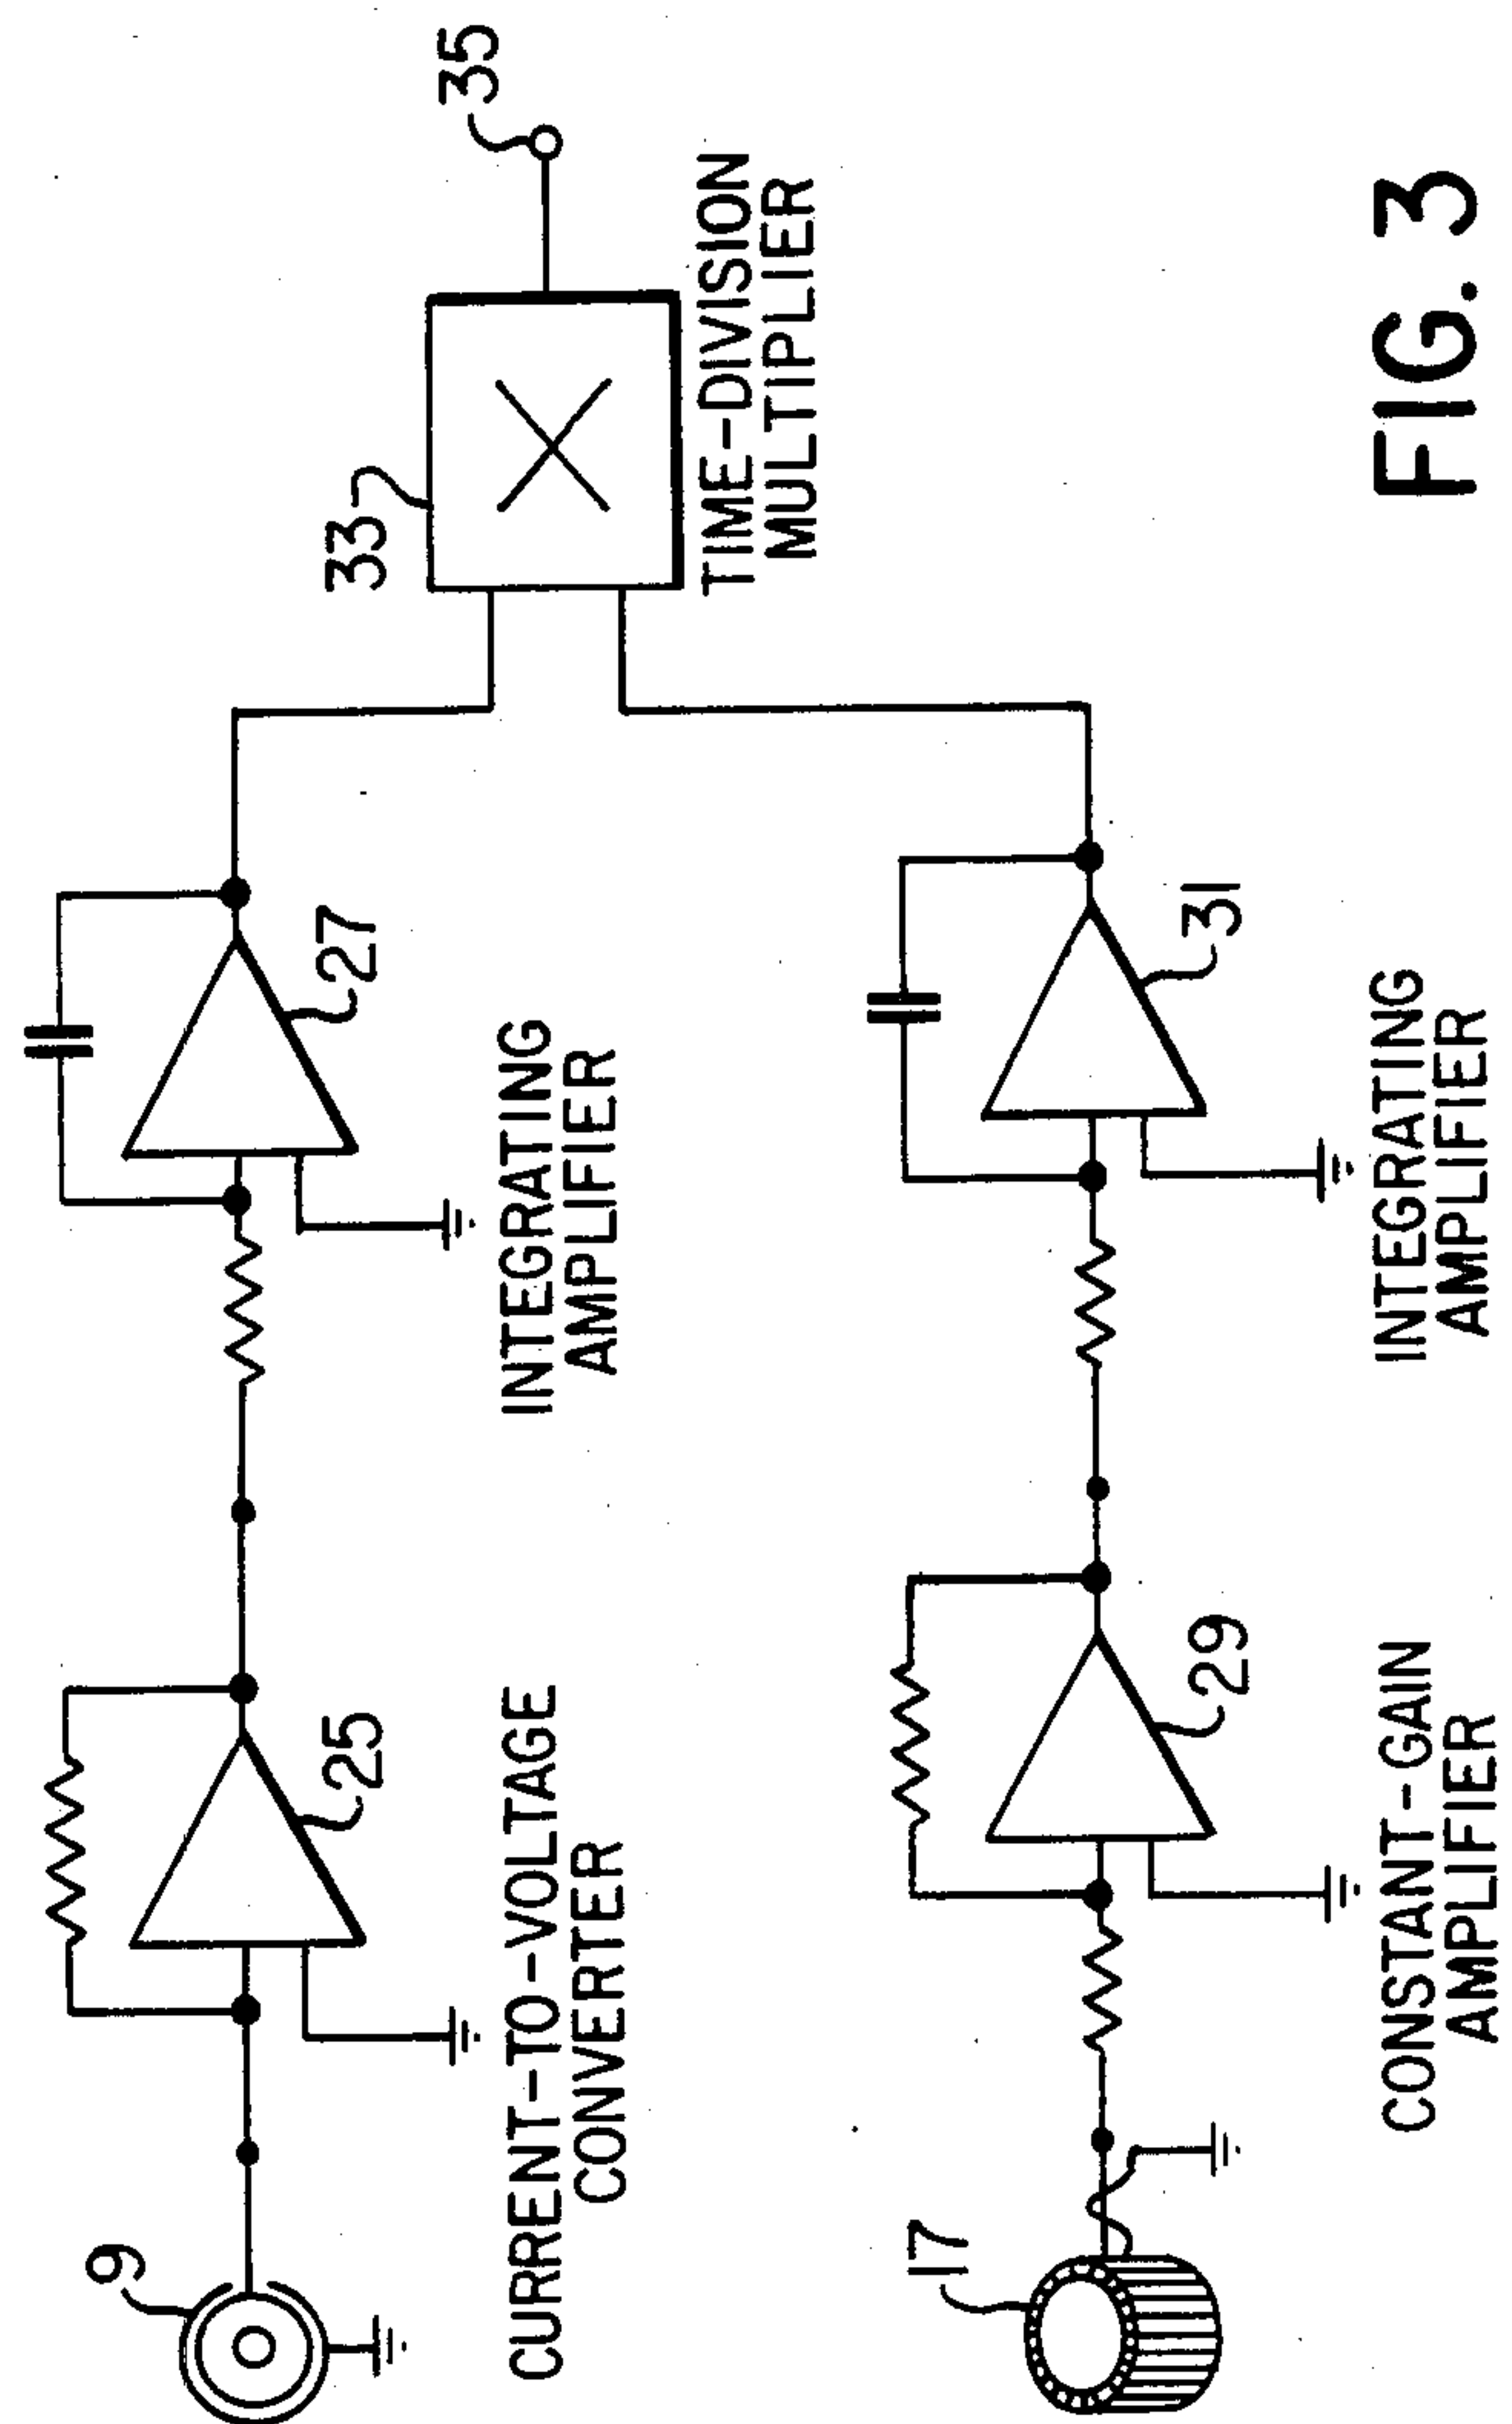 9
25
CURRENT-TO-VOLTAGE
CONVERTER
27
INTEGRATING
AMPLIFIER
33
TIME-DIVISION
MULTIPLIER
35
17
29
CONSTANT-GAIN
AMPLIFIER
31
INTEGRATING
AMPLIFIER
FIG. 3